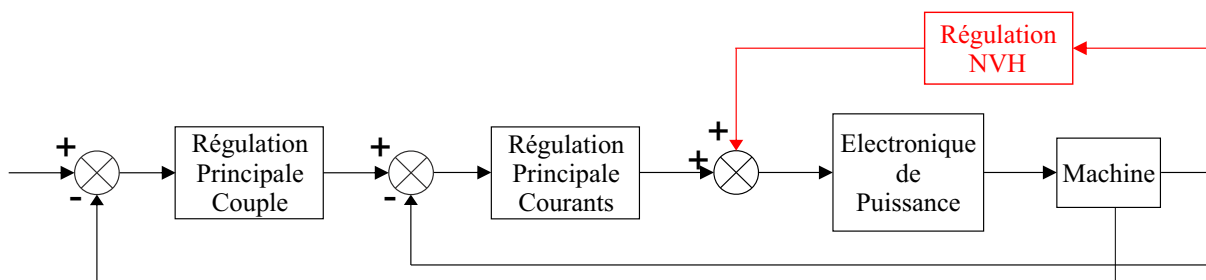 Régulation
NVH
+
+
-
Régulation
Principale
Couple
+
-
Régulation
Principale
Courants
+
Electronique
de
Puissance
Machine